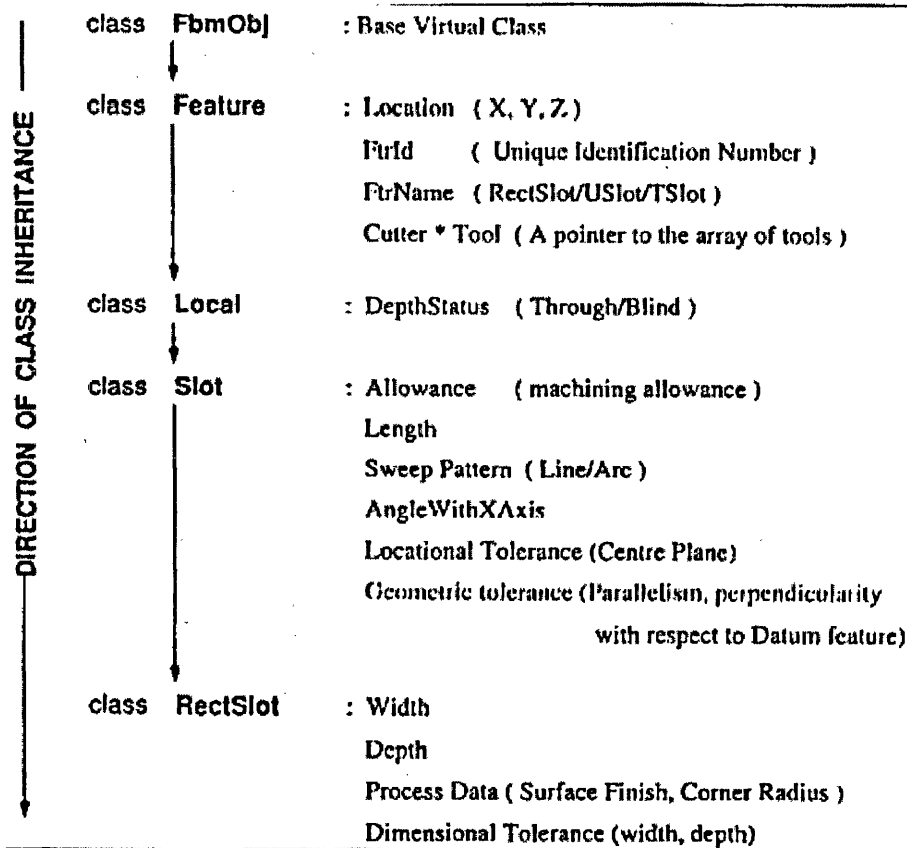 class FbmObj : Base Virtual Class
class Feature : Location ( X, Y, Z )
FtrId ( Unique Identification Number )
FtrName ( RectSlot/USlot/TSlot )
Cutter * Tool ( A pointer to the array of tools )
class Local : DepthStatus ( Through/Blind )
class Slot : Allowance ( machining allowance )
Length
Sweep Pattern ( Line/Arc )
AngleWithXAxis
Locational Tolerance (Centre Plane)
Geometric tolerance (Parallelism, perpendicularity
with respect to Datum feature)
class RectSlot : Width
Depth
Process Data ( Surface Finish, Corner Radius )
Dimensional Tolerance (width, depth)
DIRECTION OF CLASS INHERITANCE